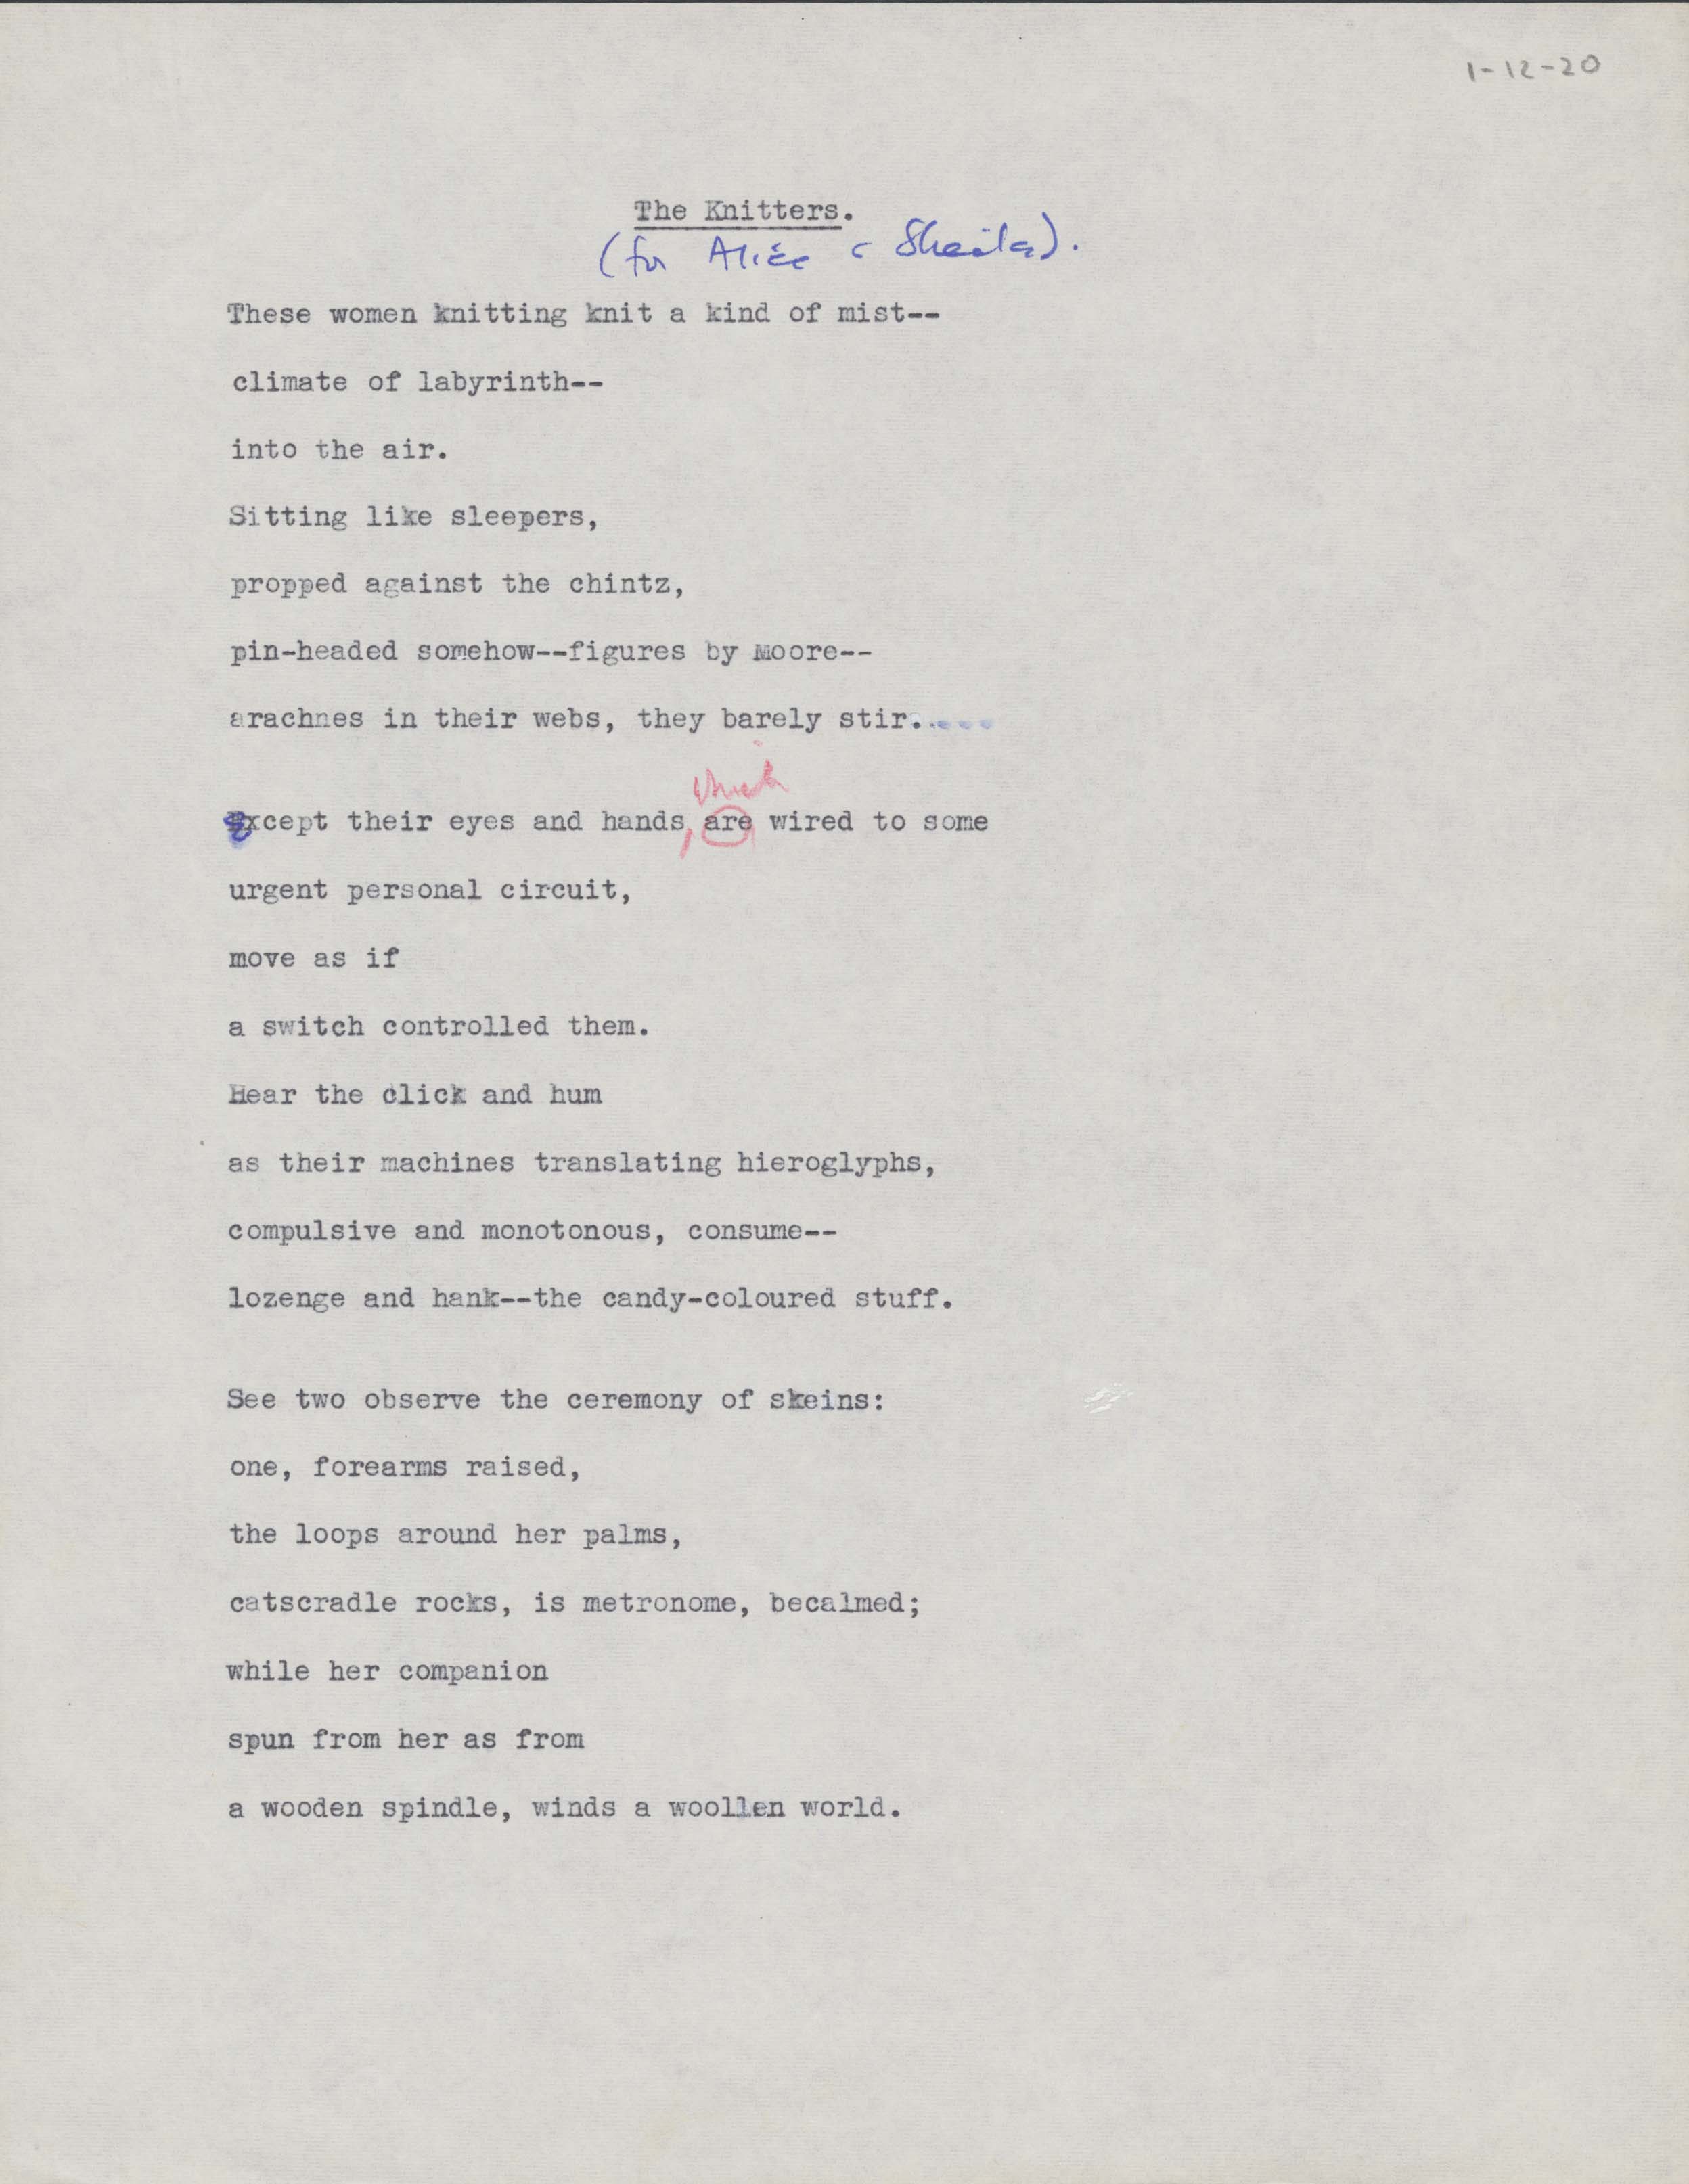 1-12-20
The Knitters.
(for Alice & Sheila).
These women knitting knit a kind of mist--
climate of labyrinth--
into the air.
Sitting like sleepers,
propped against the chintz,
pin-headed somehow--figures by Moore--
arachnes in their webs, they barely stir.....
except their eyes and hands, are wired to some
urgent personal circuit,
move as if
a switch controlled them.
Hear the click and hum
as their machines translating hieroglyphs,
compulsive and monotonous, consume--
lozenge and hank--the candy-coloured stuff.
See two observe the ceremony of skeins:
one, forearms raised,
the loops around her palms,
catscradle rocks, is metronome, becalmed;
while her companion
spun from her as from
a wooden spindle, winds a woollen world.